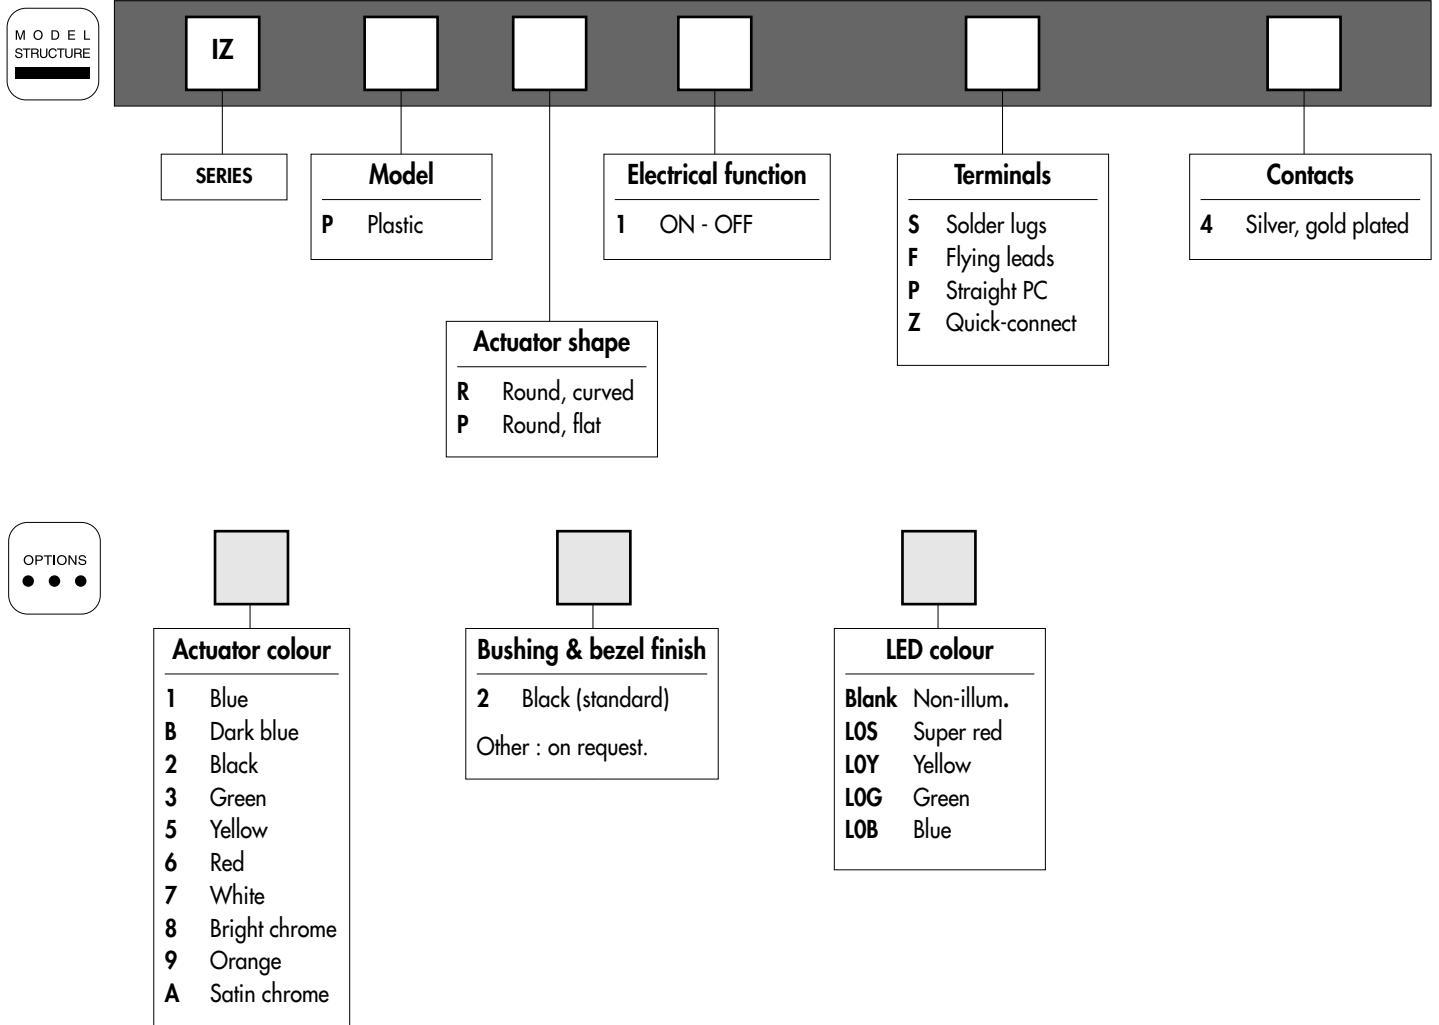 MODEL
STRUCTURE
IZ
SERIES
Model
P Plastic
Electrical function
1 ON - OFF
Terminals
S Solder lugs
F Flying leads
P Straight PC
Z Quick-connect
Contacts
4 Silver, gold plated
Actuator shape
R Round, curved
P Round, flat
OPTIONS
Actuator colour
1 Blue
B Dark blue
2 Black
3 Green
5 Yellow
6 Red
7 White
8 Bright chrome
9 Orange
A Satin chrome
Bushing & bezel finish
2 Black (standard)
Other : on request.
LED colour
Blank Non-illum.
L0S Super red
L0Y Yellow
L0G Green
L0B Blue